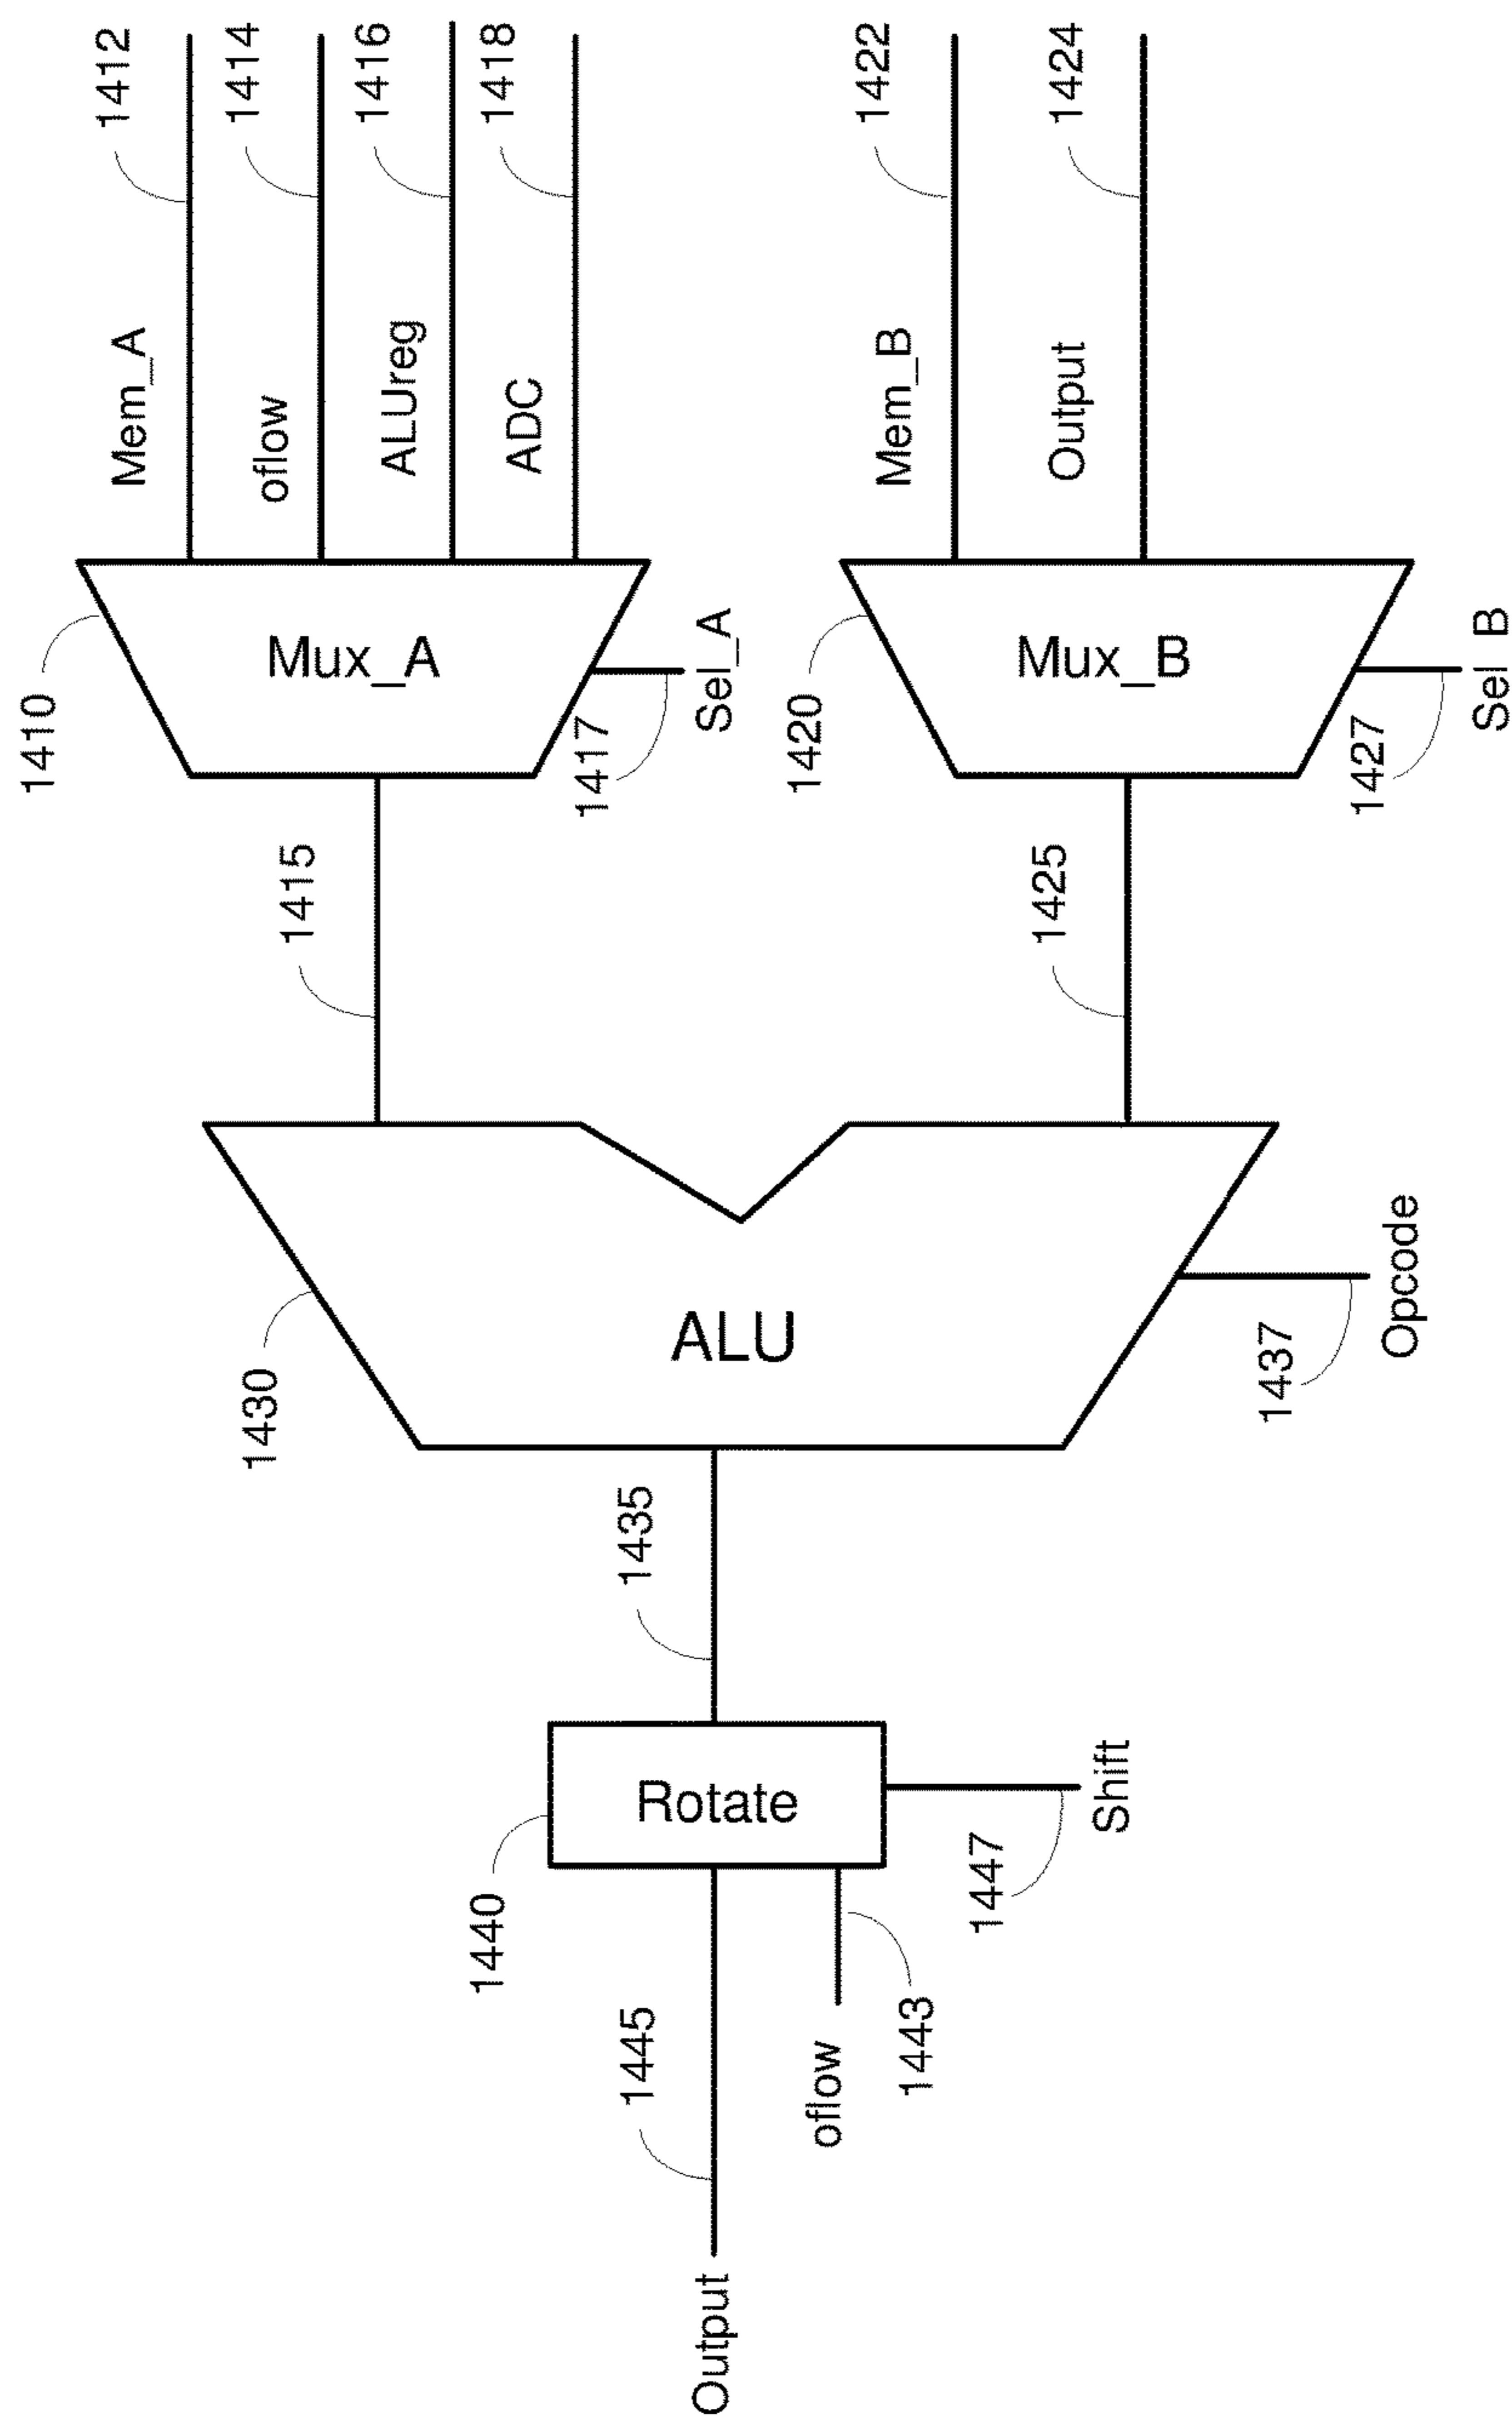 1412
1414
1416
1418
1422
1424
Mem_A
oflow
ALUreg
ADC
Mem_B
Output
1410
Mux_A
1417
Sel_A
1420
Mux_B
1427
Sel_B
1415
1425
1430
ALU
1437
Opcode
1435
1440
Rotate
1447
Shift
1445
oflow
1443
Output